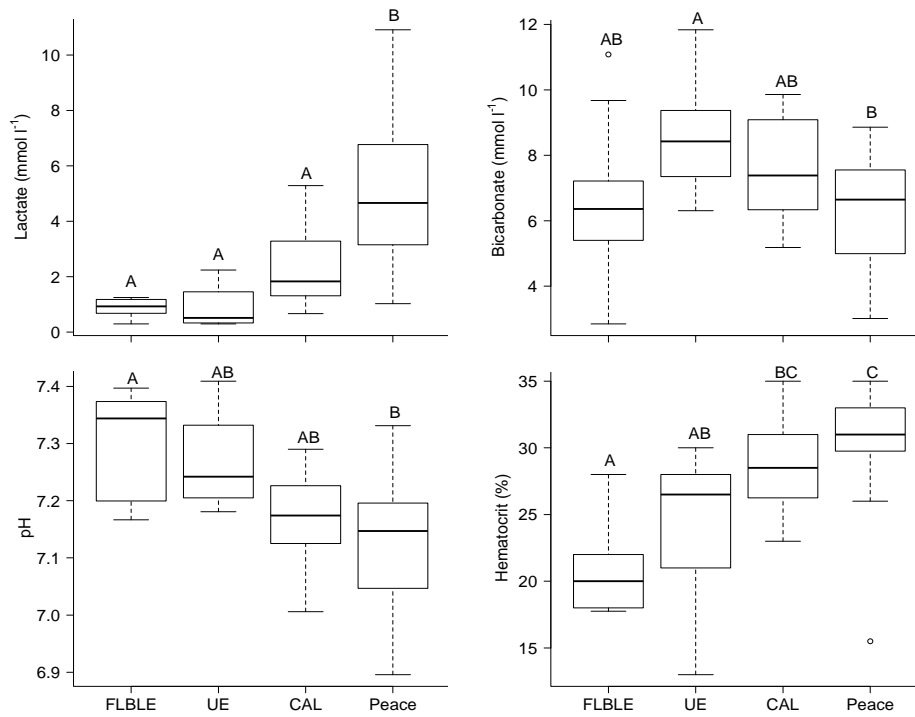 Lactate (mmol l⁻¹)
10
8
6
4
2
0
A
A
A
B
Bicarbonate (mmol l⁻¹)
12
10
8
6
4
AB
A
AB
B
pH
7.4
7.3
7.2
7.1
7.0
6.9
A
AB
AB
B
FLBLE UE CAL Peace
Hematocrit (%)
35
30
25
20
15
A
AB
BC
C
FLBLE UE CAL Peace